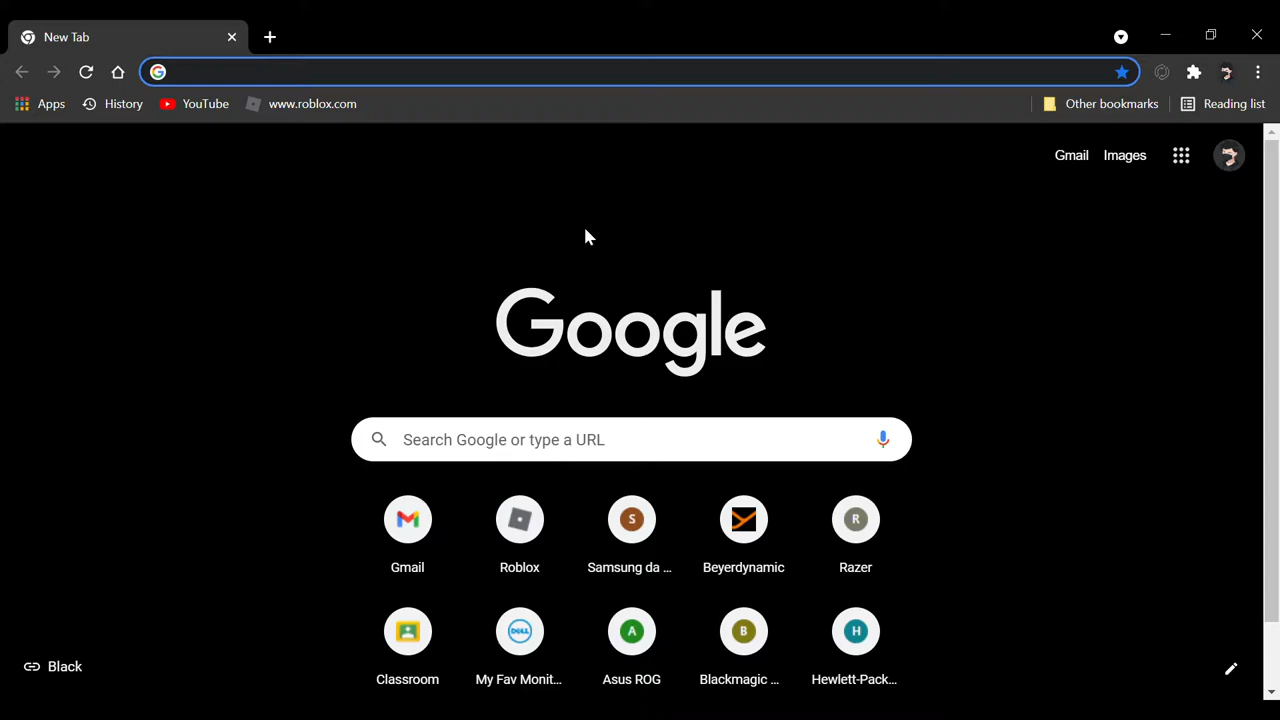 New Tab
Apps History YouTube www.roblox.com Other bookmarks Reading list
Gmail Images
Google
Search Google or type a URL
Gmail Roblox S Samsung da ... Beyerdynamic R Razer
Classroom DELL My Fav Monit... A Asus ROG B Blackmagic ... H Hewlett-Pack...
Black